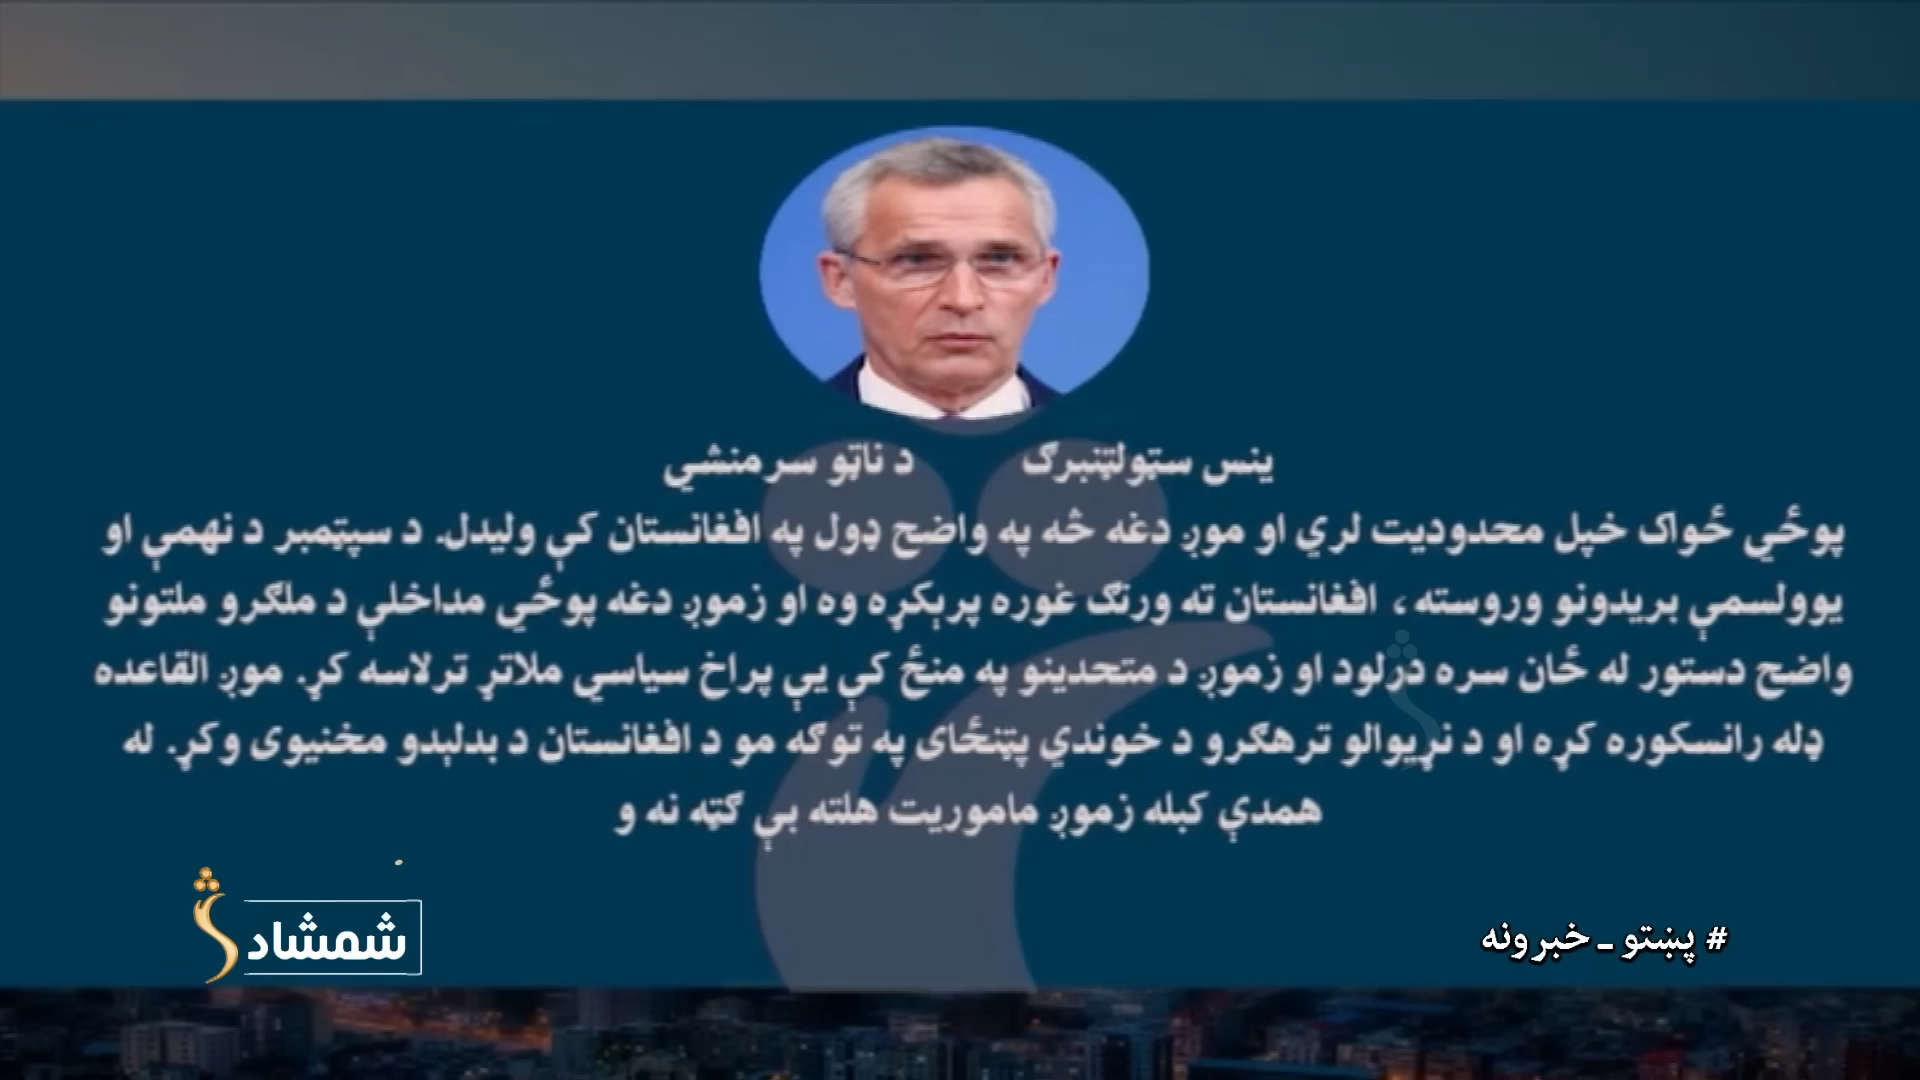 ینس سټولټنبرګ د ناټو سرمنشي
پوځي ځواک خپل محدودیت لري او موږ دغه څه په واضح ډول په افغانستان کې ولیدل. د سپټمبر د نهمې او
یوولسمې بریدونو وروسته ، افغانستان ته ورتګ غوره پرېکړه وه او زموږ دغه پوځي مداخلې د ملګرو ملتونو
واضح دستور له ځان سره درلود او زموږ د متحدینو په منځ کې یې پراخ سیاسي ملاتړ ترلاسه کړ. موږ القاعده
ډله رانسکوره کړه او د نړیوالو ترهګرو د خوندي پټنځای په توګه مو د افغانستان د بدلېدو مخنیوی وکړ. له
همدې کبله زموږ ماموریت هلته بې ګټه نه و
شمشاد
# پښتو ـ خبرونه